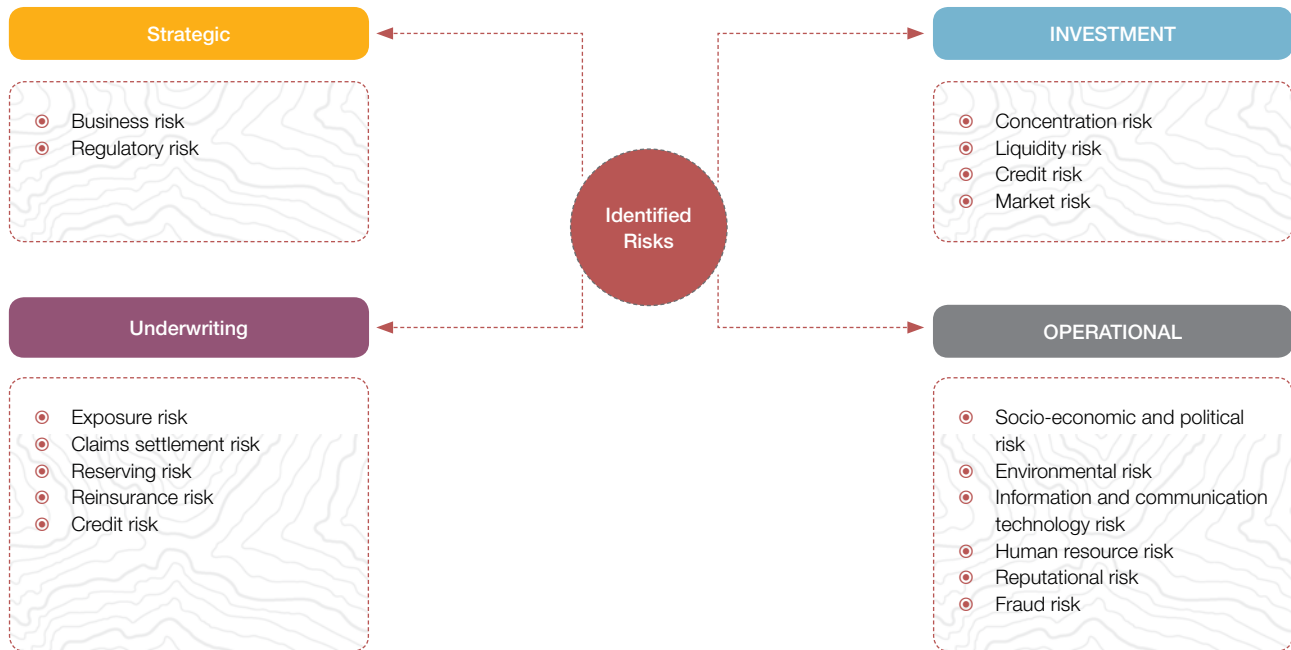 Strategic
Business risk
Regulatory risk
INVESTMENT
Concentration risk
Liquidity risk
Credit risk
Market risk
Identified
Risks
Underwriting
Exposure risk
Claims settlement risk
Reserving risk
Reinsurance risk
Credit risk
OPERATIONAL
Socio-economic and political
risk
Environmental risk
Information and communication
technology risk
Human resource risk
Reputational risk
Fraud risk